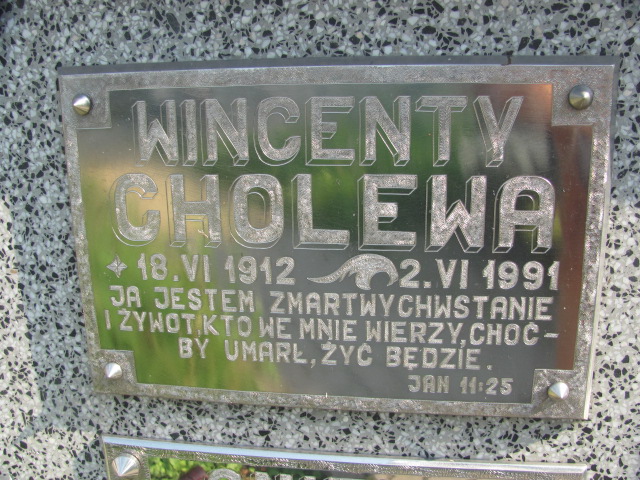 WINCENTY
CHOLEWA
18.VI 1912 2.VI 1991
JA JESTEM ZMARTWYCHWSTANIE
I ŻYWOT, KTO WE MNIE WIERZY, CHOĆ-
BY UMARŁ, ŻYĆ BĘDZIE.
JAN 11:25